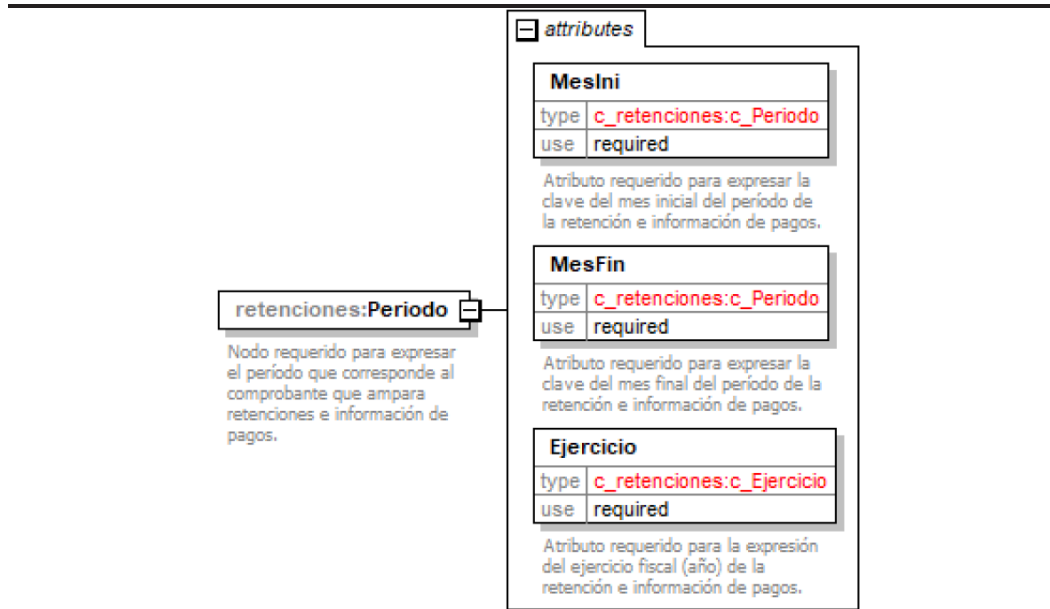 attributes
MesIni
type c_retenciones:c_Periodo
use required
Atributo requerido para expresar la
clave del mes inicial del período de
la retención e información de pagos.
MesFin
type c_retenciones:c_Periodo
use required
Atributo requerido para expresar la
clave del mes final del período de la
retención e información de pagos.
retenciones:Periodo
Nodo requerido para expresar
el período que corresponde al
comprobante que ampara
retenciones e información de
pagos.
Ejercicio
type c_retenciones:c_Ejercicio
use required
Atributo requerido para la expresión
del ejercicio fiscal (año) de la
retención e información de pagos.